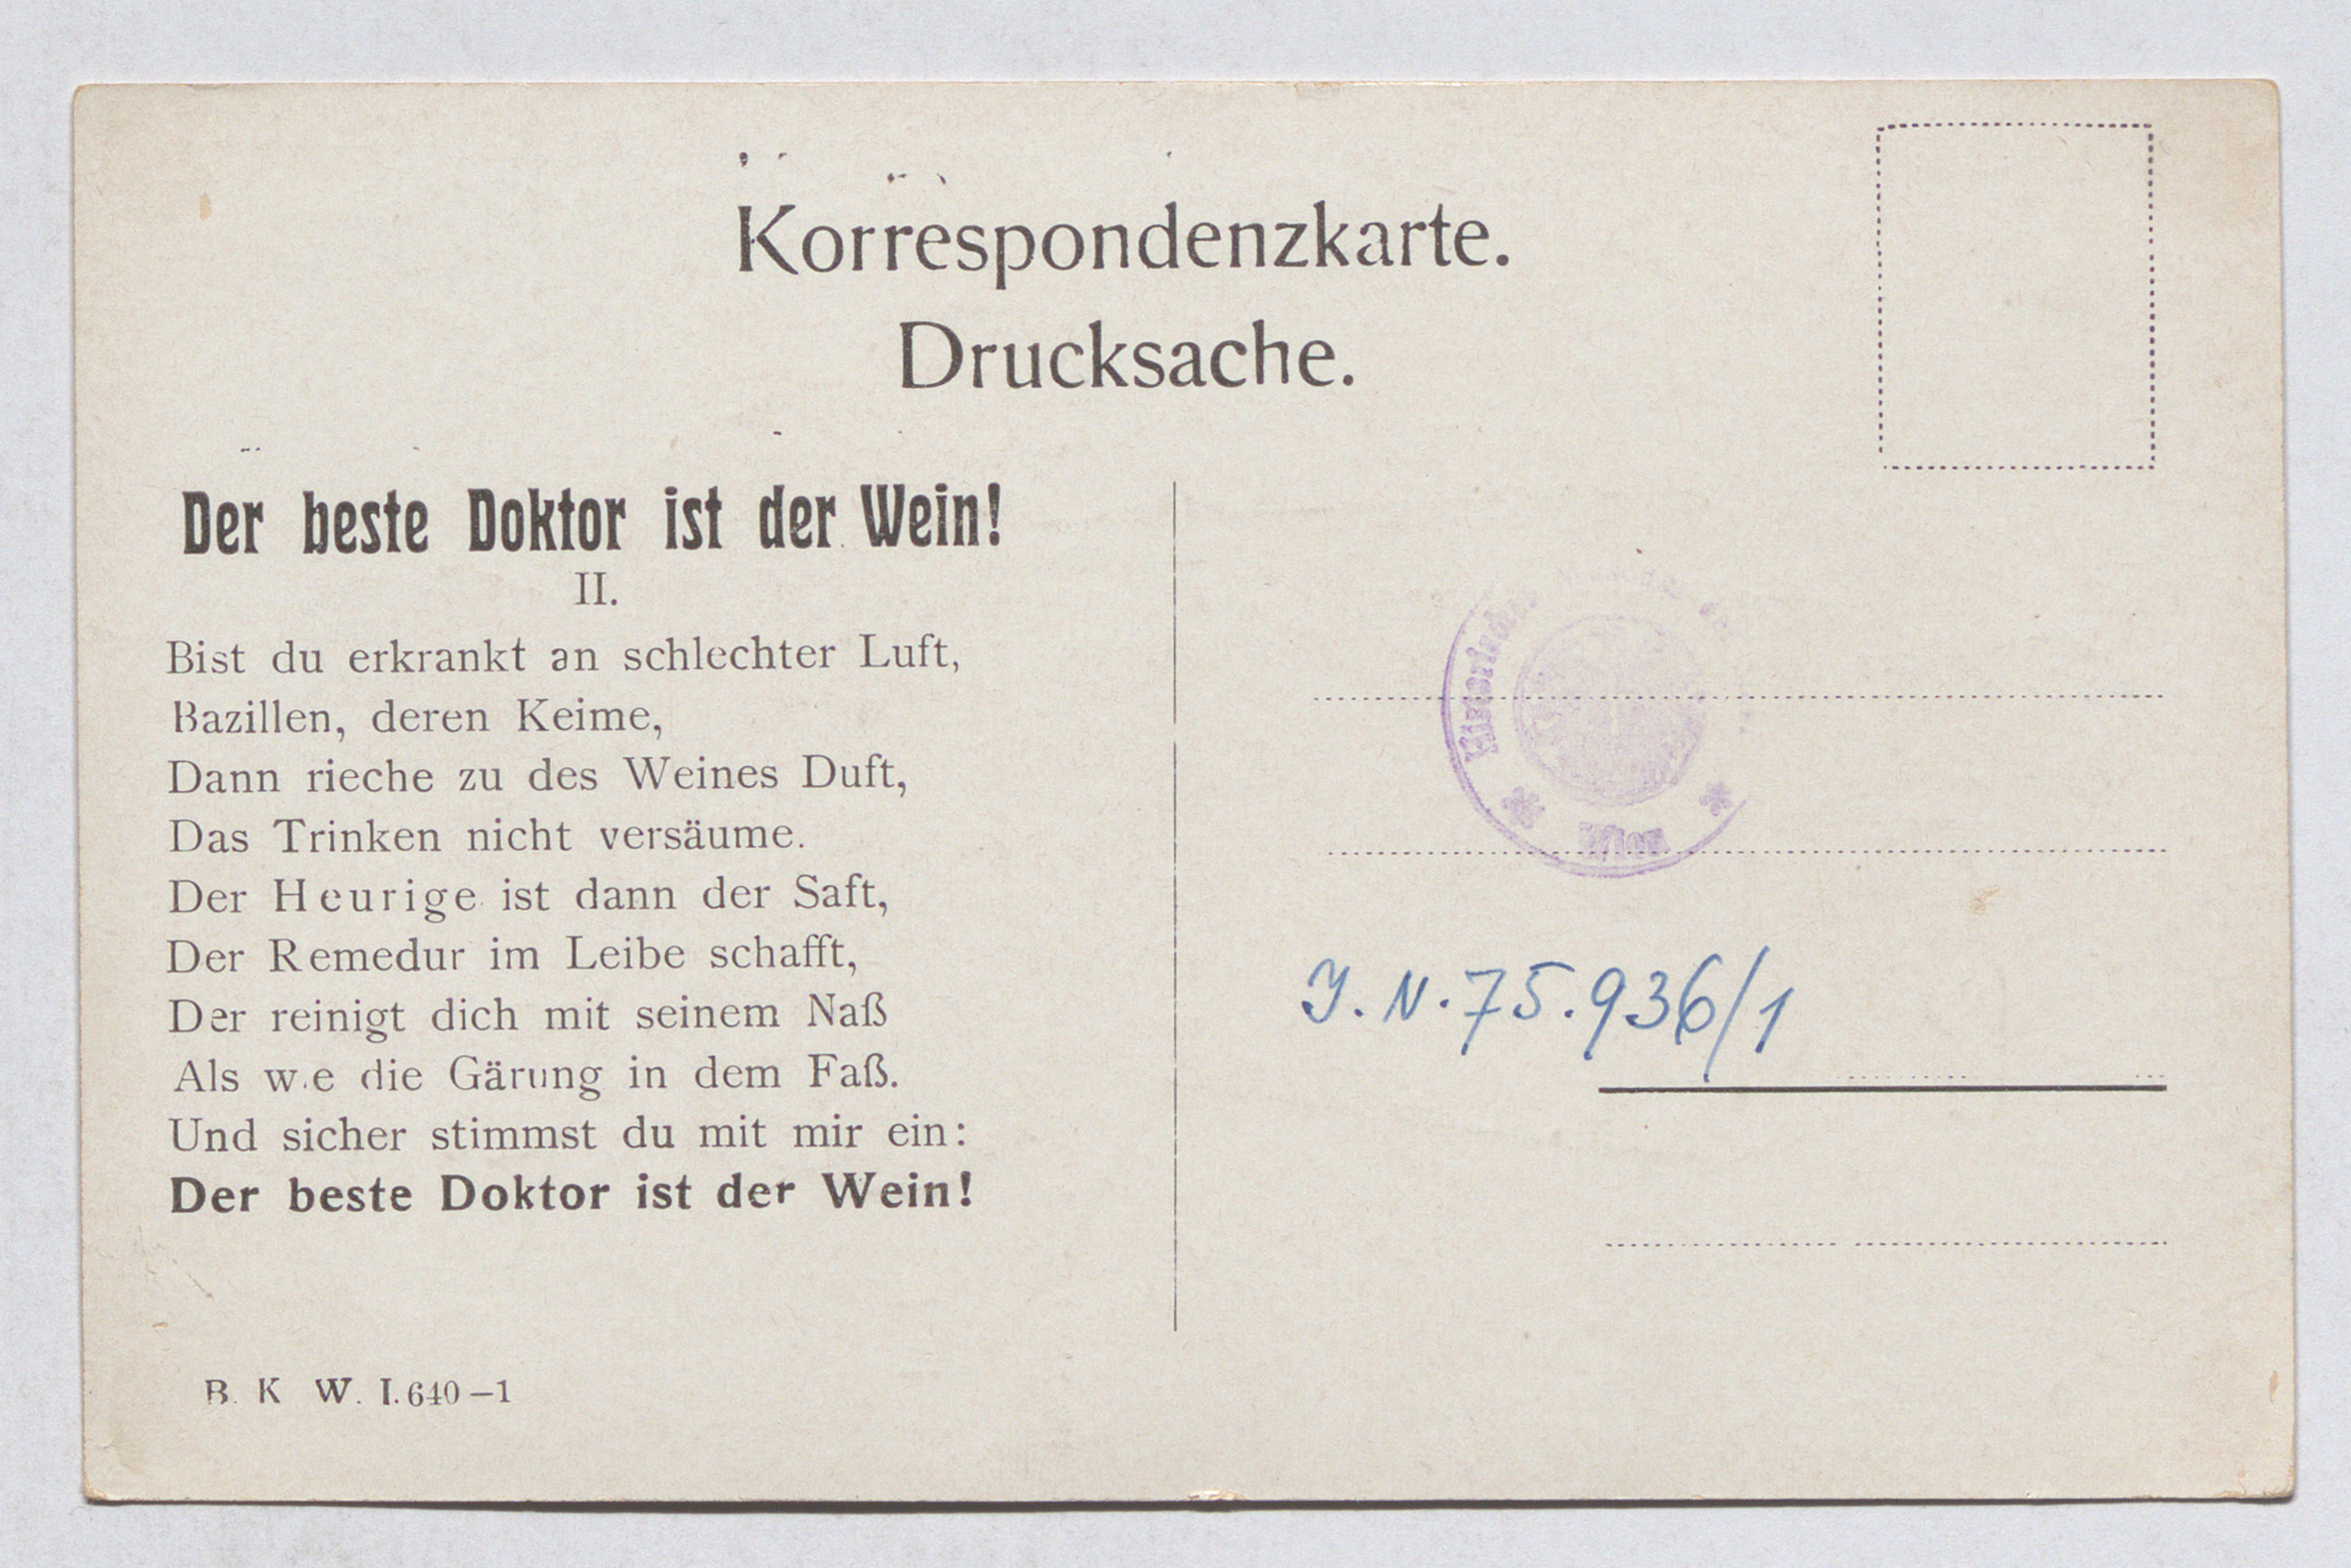 Korrespondenzkarte.
Drucksache.
Der beste Doktor ist der Wein!
II.
Bist du erkrankt an schlechter Luft,
Bazillen, deren Keime,
Dann rieche zu des Weines Duft,
Das Trinken nicht versäume.
Der Heurige ist dann der Saft,
Der Remedur im Leibe schafft,
Der reinigt dich mit seinem Naß
Als wie die Gärung in dem Faß.
Und sicher stimmst du mit mir ein:
Der beste Doktor ist der Wein!
B. K. W. I. 640–1
Wien
J. N. 75.936/1